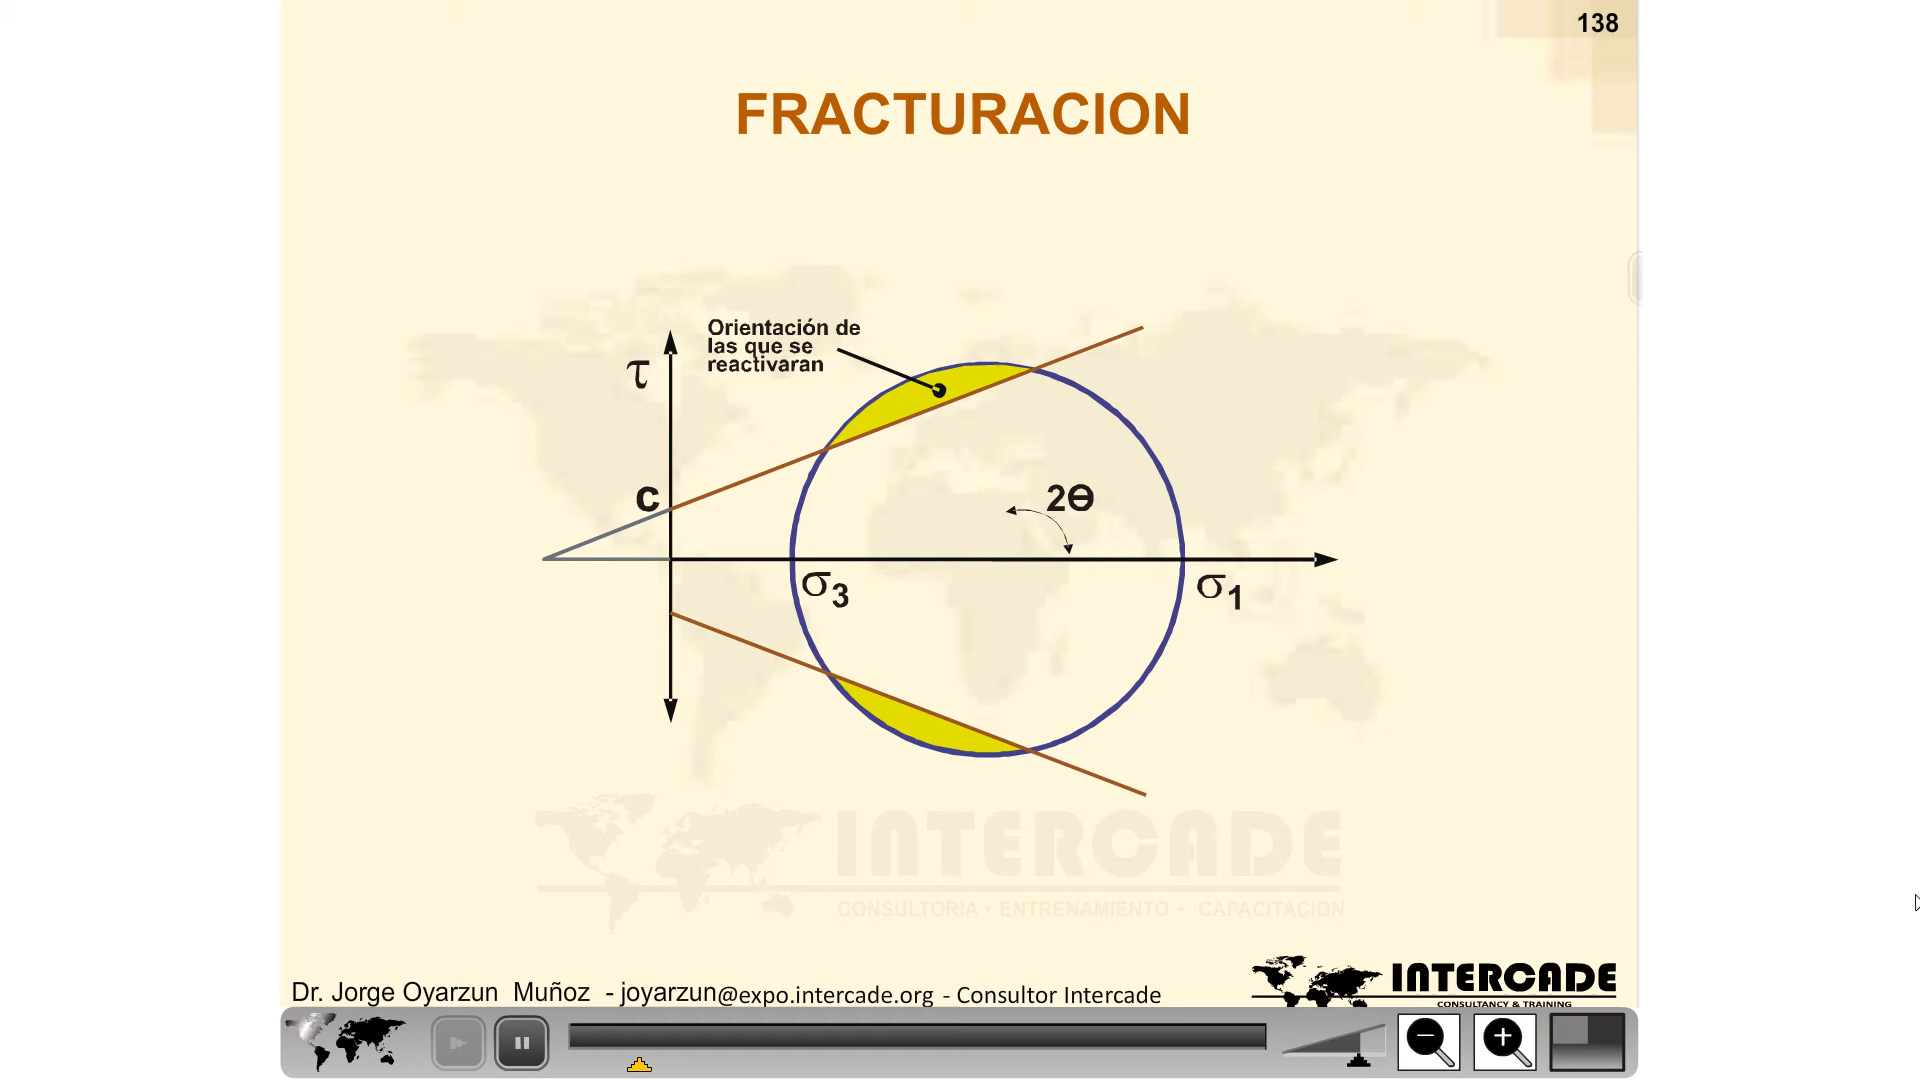 138
FRACTURACION
Orientación de
las que se
reactivaran
τ
c
2Θ
σ3
σ1
INTERCADE
CONSULTORIA • ENTRENAMIENTO • CAPACITACION
Dr. Jorge Oyarzun Muñoz - joyarzun@expo.intercade.org - Consultor Intercade
INTERCADE
CONSULTANCY & TRAINING